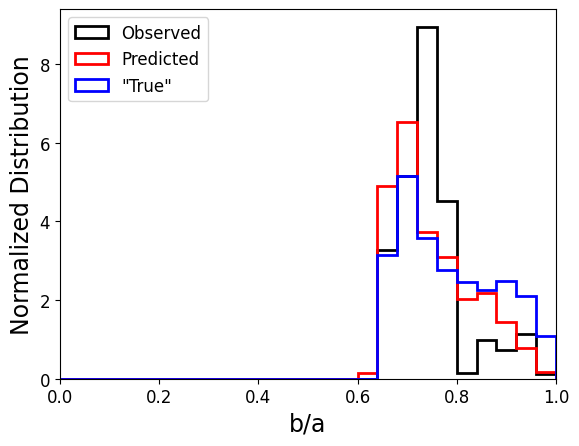 Observed
Predicted
"True"
Normalized Distribution
8
6
4
2
0
0.0 0.2 0.4 0.6 0.8 1.0
b/a